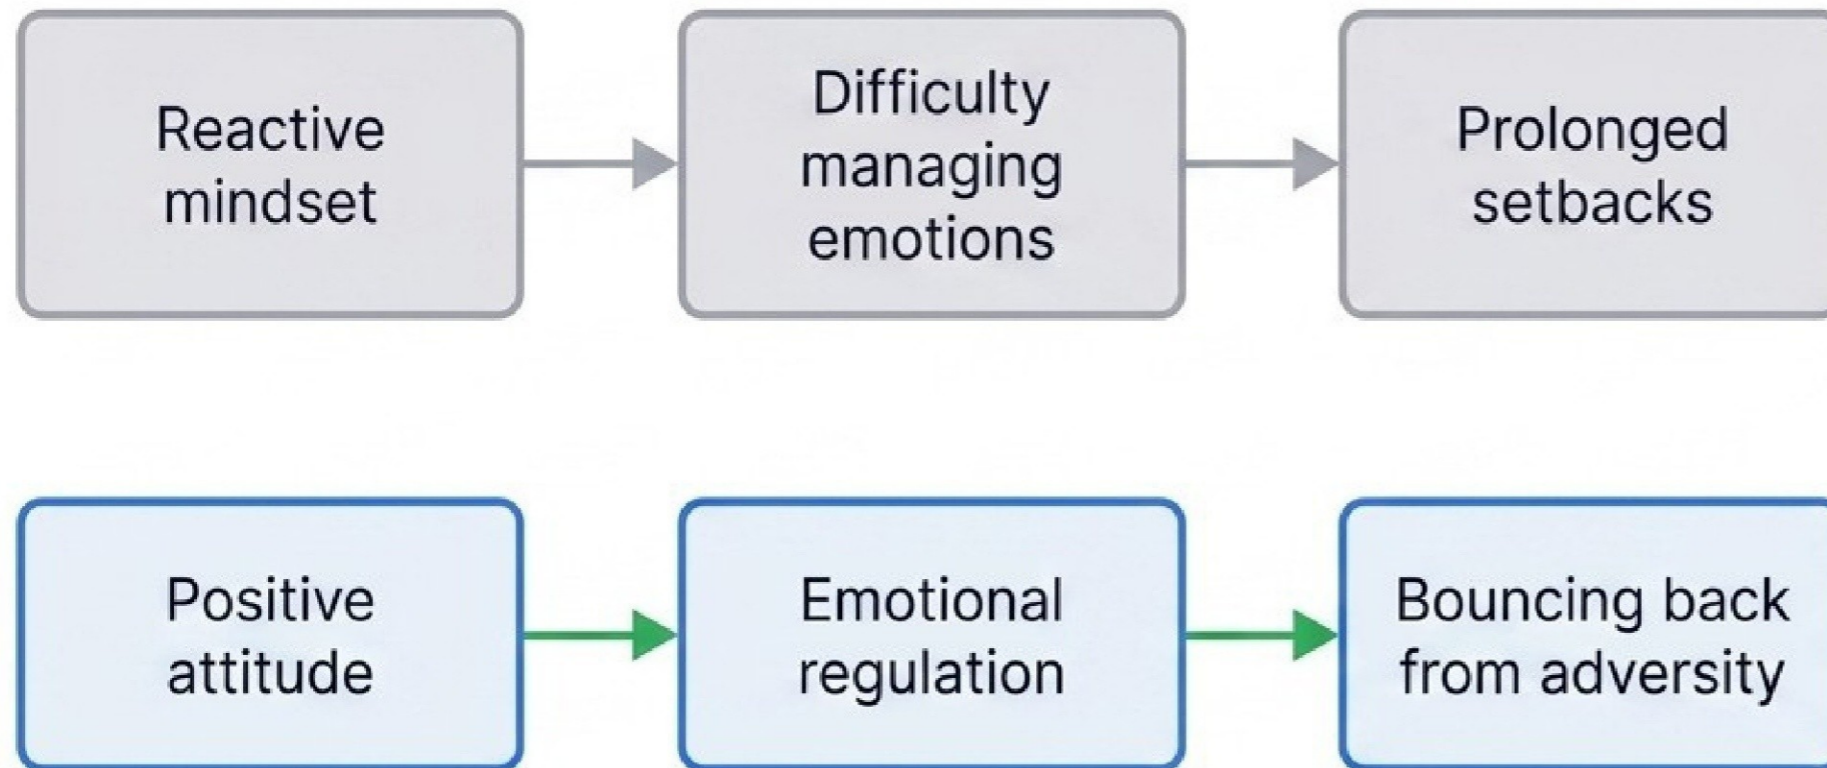 Reactive
mindset
Difficulty
managing
emotions
Prolonged
setbacks
Positive
attitude
Emotional
regulation
Bouncing back
from adversity